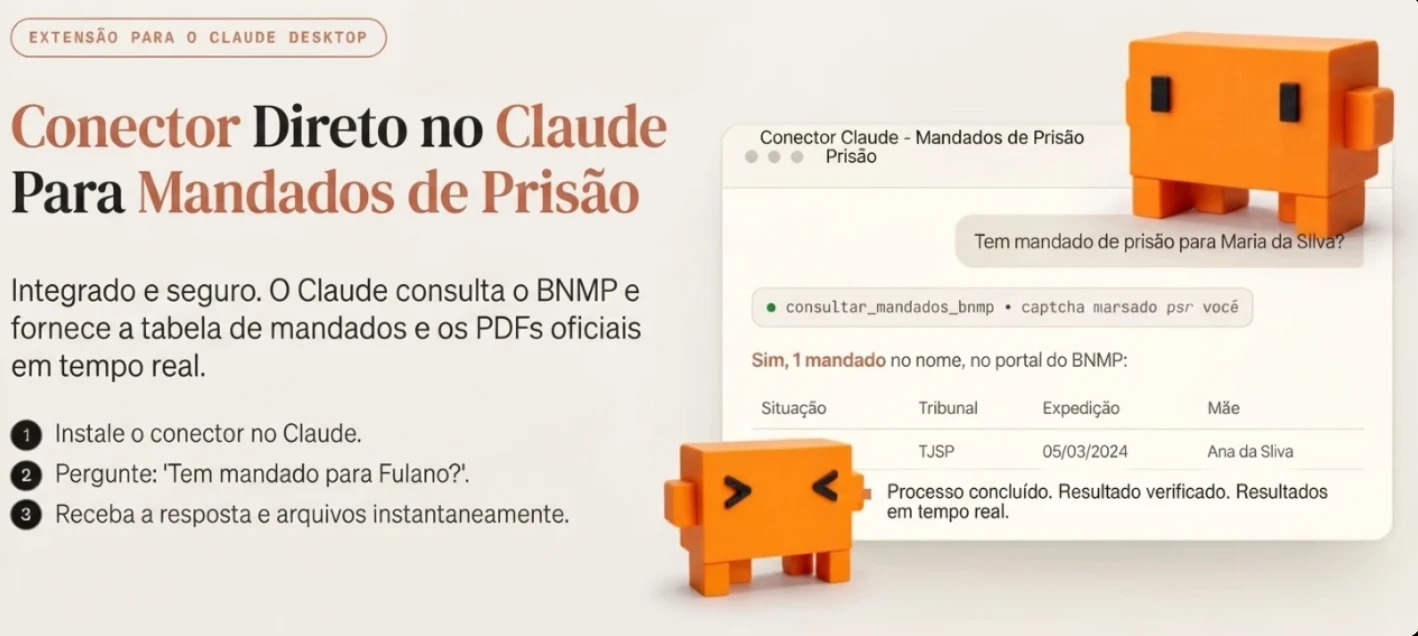 EXTENSÃO PARA O CLAUDE DESKTOP
Conector Direto no Claude
Para Mandados de Prisão
Integrado e seguro. O Claude consulta o BNMP e
fornece a tabela de mandados e os PDFs oficiais
em tempo real.
1 Instale o conector no Claude.
2 Pergunte: 'Tem mandado para Fulano?'.
3 Receba a resposta e arquivos instantaneamente.
Conector Claude - Mandados de Prisão
Prisão
Tem mandado de prisão para Maria da Sllva?
consultar_mandados_bnmp • captcha marsado psr você
Sim, 1 mandado no nome, no portal do BNMP:
Situação Tribunal Expedição Mãe
TJSP 05/03/2024 Ana da Sliva
Processo concluído. Resultado verificado. Resultados
em tempo real.